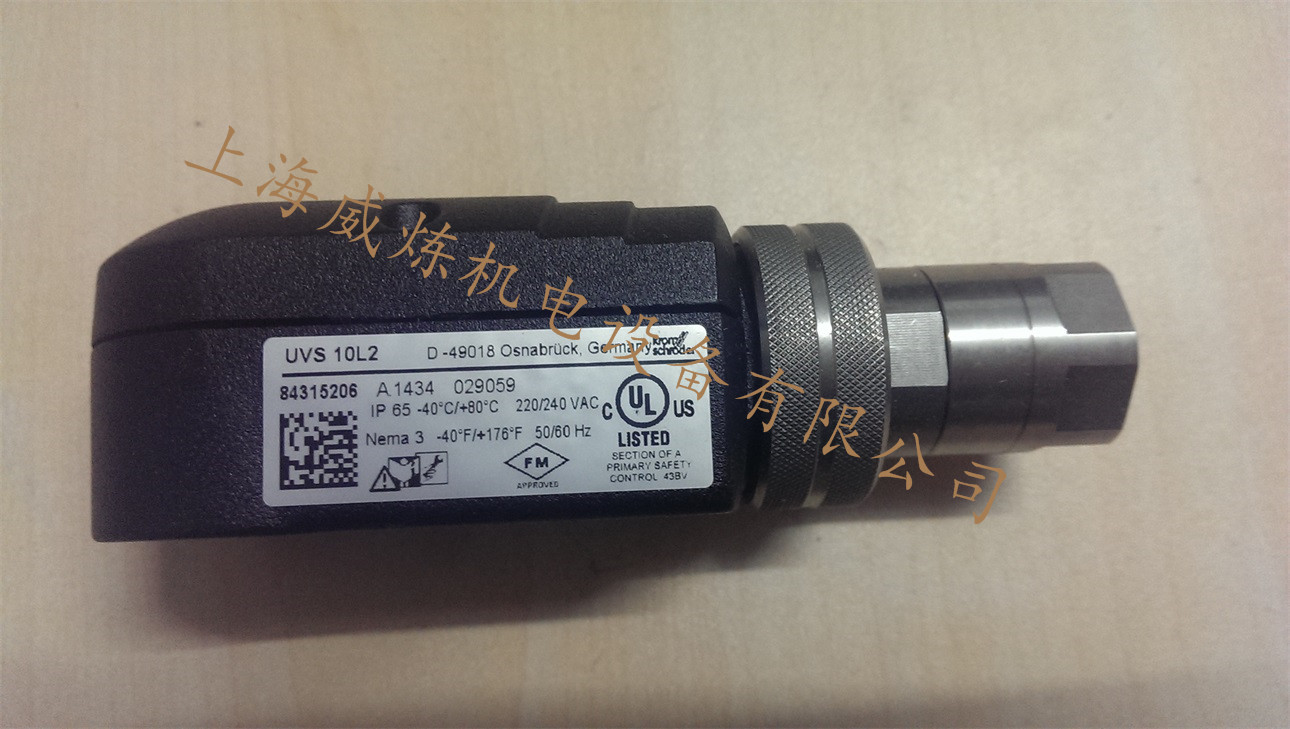 上海威炼机电设备有限公司
UVS 10L2 D-49018 Osnabrück, Germany krom schröder
84315206 A.1434 029059
IP 65 -40°C/+80°C 220/240 VAC
Nema 3 -40°F/+176°F 50/60 Hz
C UL US
LISTED
SECTION OF A
PRIMARY SAFETY
CONTROL 43BV
FM
APPROVED